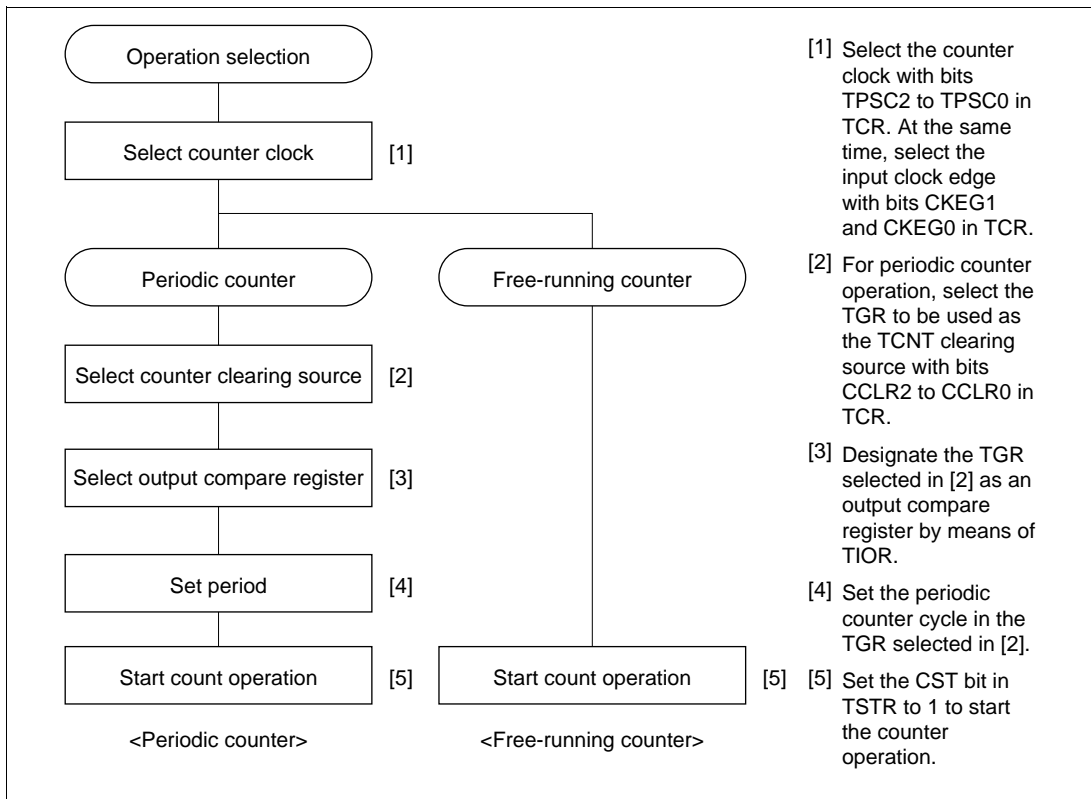 Operation selection
Select counter clock
[1]
Periodic counter
Free-running counter
Select counter clearing source
[2]
Select output compare register
[3]
Set period
[4]
Start count operation
[5]
Start count operation
[5]
<Periodic counter>
<Free-running counter>
[1] Select the counter
clock with bits
TPSC2 to TPSC0 in
TCR. At the same
time, select the
input clock edge
with bits CKEG1
and CKEG0 in TCR.
[2] For periodic counter
operation, select the
TGR to be used as
the TCNT clearing
source with bits
CCLR2 to CCLR0 in
TCR.
[3] Designate the TGR
selected in [2] as an
output compare
register by means of
TIOR.
[4] Set the periodic
counter cycle in the
TGR selected in [2].
[5] Set the CST bit in
TSTR to 1 to start
the counter
operation.